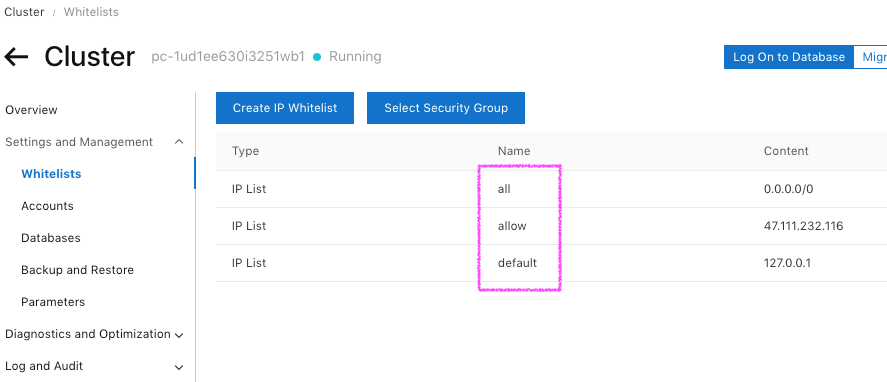 Cluster / Whitelists
Cluster pc-1ud1ee630i3251wb1 Running
Log On to Database Migr
Overview
Settings and Management
Whitelists
Accounts
Databases
Backup and Restore
Parameters
Diagnostics and Optimization
Log and Audit
Create IP Whitelist Select Security Group
Type Name Content
IP List all 0.0.0.0/0
IP List allow 47.111.232.116
IP List default 127.0.0.1